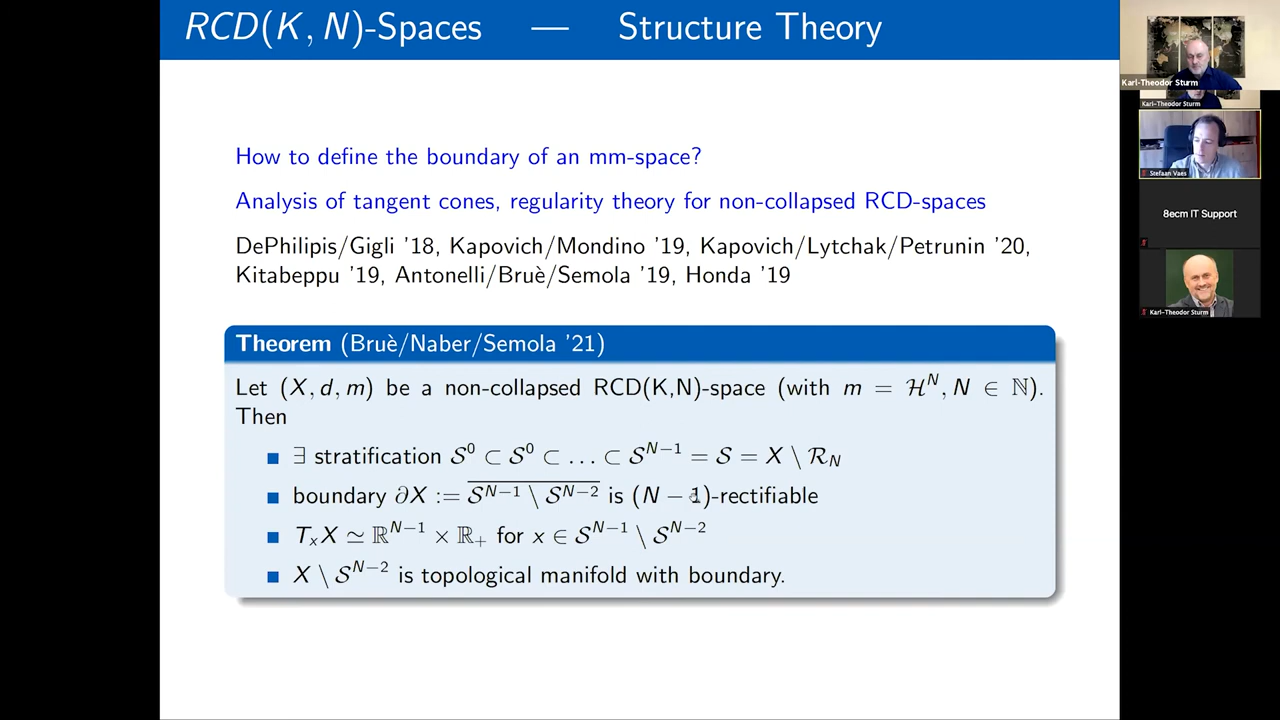 RCD(K, N)-Spaces — Structure Theory
How to define the boundary of an mm-space?
Analysis of tangent cones, regularity theory for non-collapsed RCD-spaces
DePhilipis/Gigli '18, Kapovich/Mondino '19, Kapovich/Lytchak/Petrunin '20,
Kitabeppu '19, Antonelli/Bruè/Semola '19, Honda '19
Theorem (Bruè/Naber/Semola '21)
Let (X, d, m) be a non-collapsed RCD(K,N)-space (with m = ℋ^N, N ∈ ℕ).
Then
∃ stratification 𝒮^0 ⊂ 𝒮^0 ⊂ … ⊂ 𝒮^{N−1} = 𝒮 = X \ ℛ_N
boundary ∂X := \overline{𝒮^{N−1} \ 𝒮^{N−2}} is (N − 1)-rectifiable
T_xX ≃ ℝ^{N−1} × ℝ_+ for x ∈ 𝒮^{N−1} \ 𝒮^{N−2}
X \ 𝒮^{N−2} is topological manifold with boundary.
Karl-Theodor Sturm
Karl-Theodor Sturm
Stefaan Vaes
8ecm IT Support
Karl-Theodor Sturm